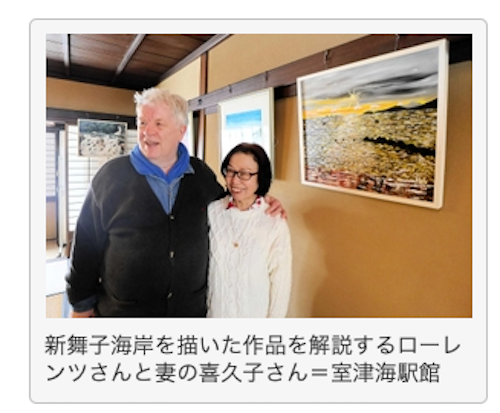 新舞子海岸を描いた作品を解説するローレ
ンツさんと妻の喜久子さん＝室津海駅館